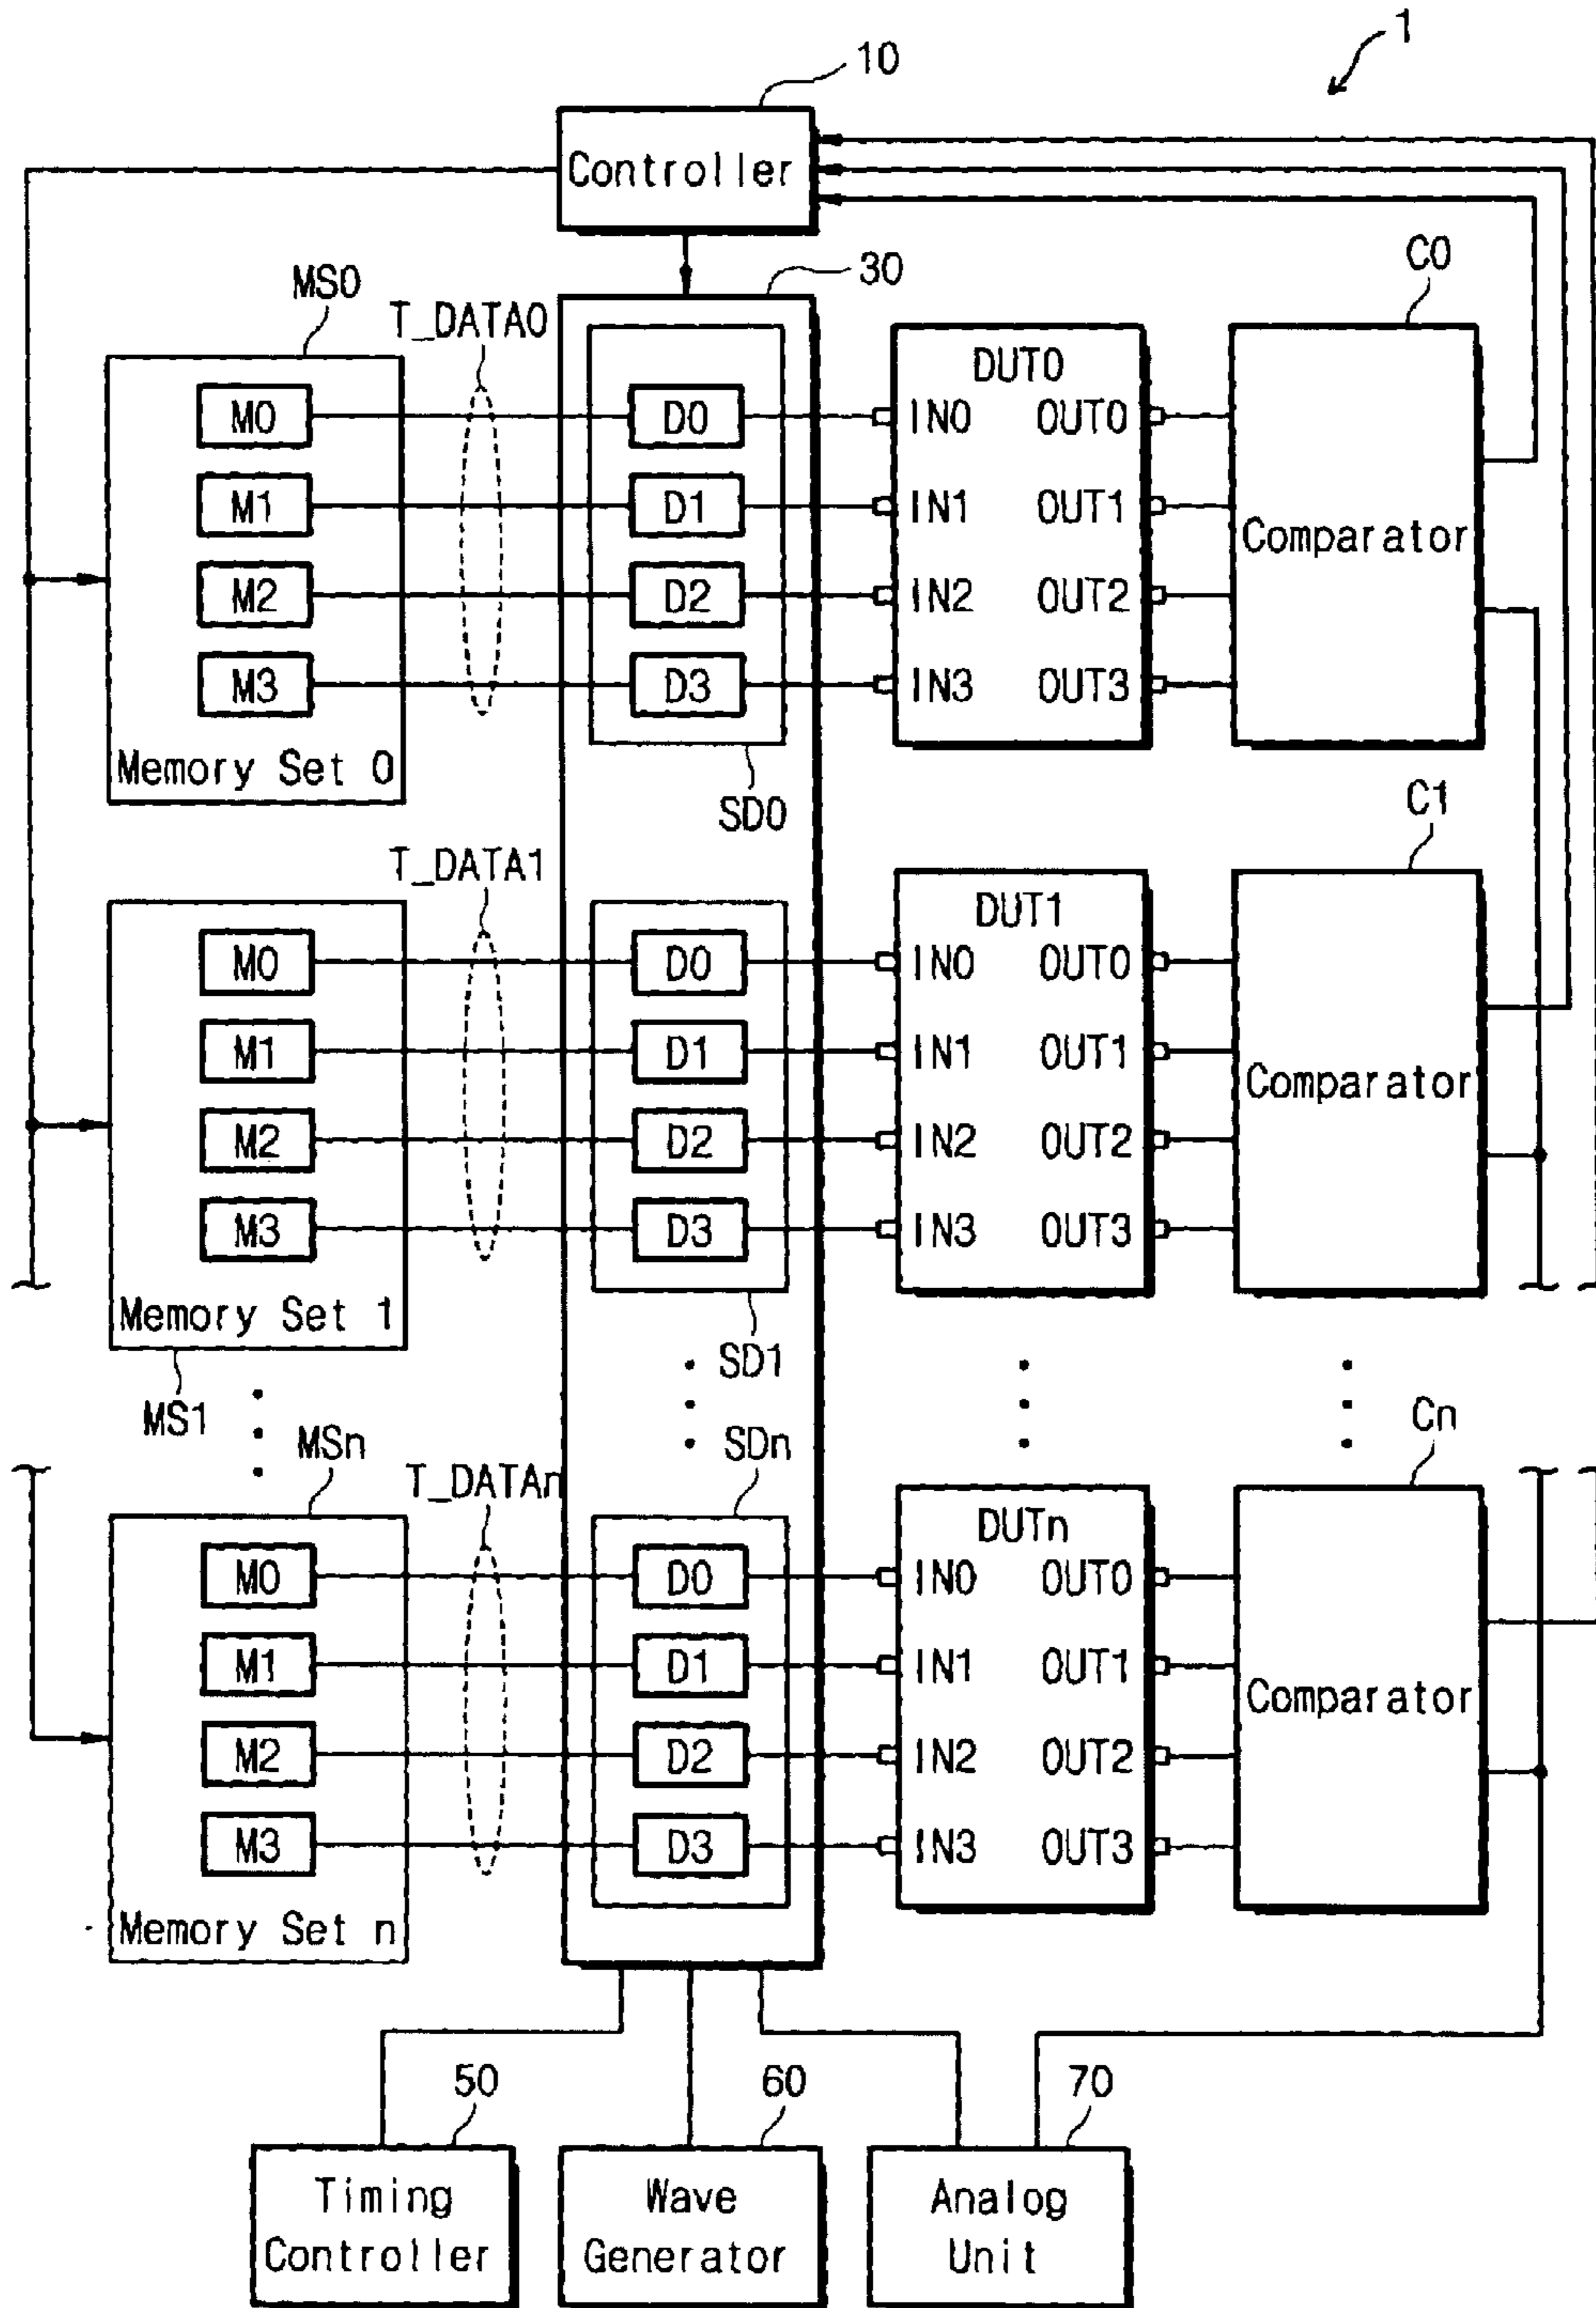 1
10
Controller
30
MS0
T_DATA0
C0
DUT0
M0
D0
IN0
OUT0
M1
D1
IN1
OUT1
Comparator
M2
D2
IN2
OUT2
M3
D3
IN3
OUT3
Memory Set 0
SD0
C1
T_DATA1
DUT1
M0
D0
IN0
OUT0
M1
D1
IN1
OUT1
Comparator
M2
D2
IN2
OUT2
M3
D3
IN3
OUT3
Memory Set 1
SD1
MS1
MSn
SDn
Cn
T_DATAn
DUTn
M0
D0
IN0
OUT0
M1
D1
IN1
OUT1
Comparator
M2
D2
IN2
OUT2
M3
D3
IN3
OUT3
Memory Set n
50
60
70
Timing
Controller
Wave
Generator
Analog
Unit